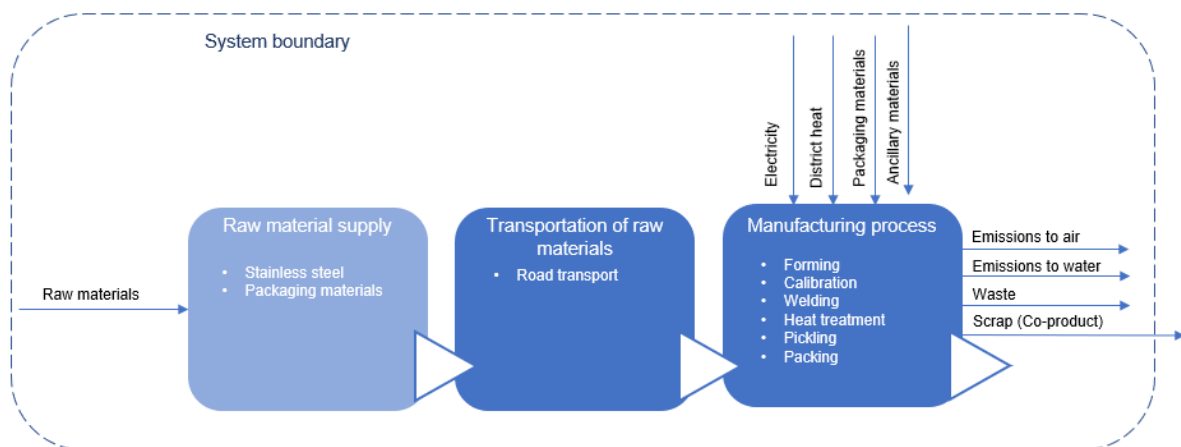 System boundary
Electricity
District heat
Packaging materials
Ancillary materials
Raw materials
Raw material supply
• Stainless steel
• Packaging materials
Transportation of raw
materials
• Road transport
Manufacturing process
• Forming
• Calibration
• Welding
• Heat treatment
• Pickling
• Packing
Emissions to air
Emissions to water
Waste
Scrap (Co-product)